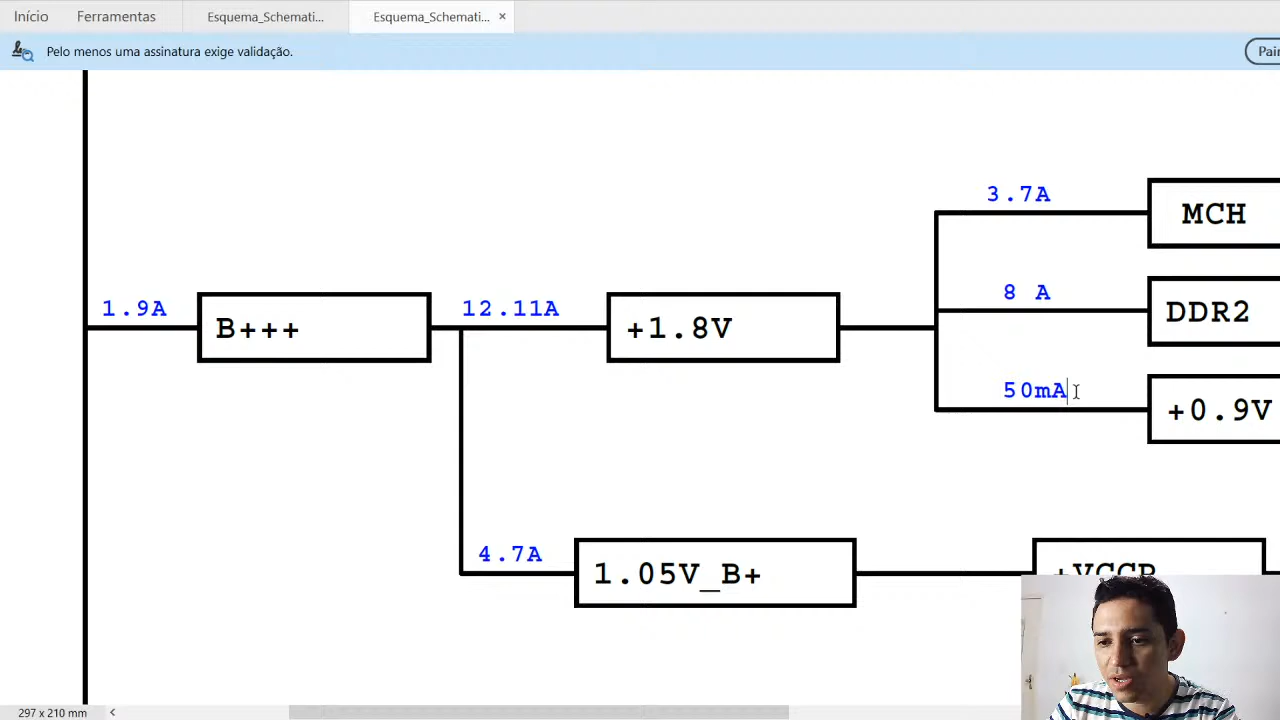 Início Ferramentas Esquema_Schemati... Esquema_Schemati... ×
Pelo menos uma assinatura exige validação.
3.7A
MCH
1.9A
B+++
12.11A
+1.8V
8 A
DDR2
50mA
+0.9V
4.7A
1.05V_B+
+VCCP
297 x 210 mm